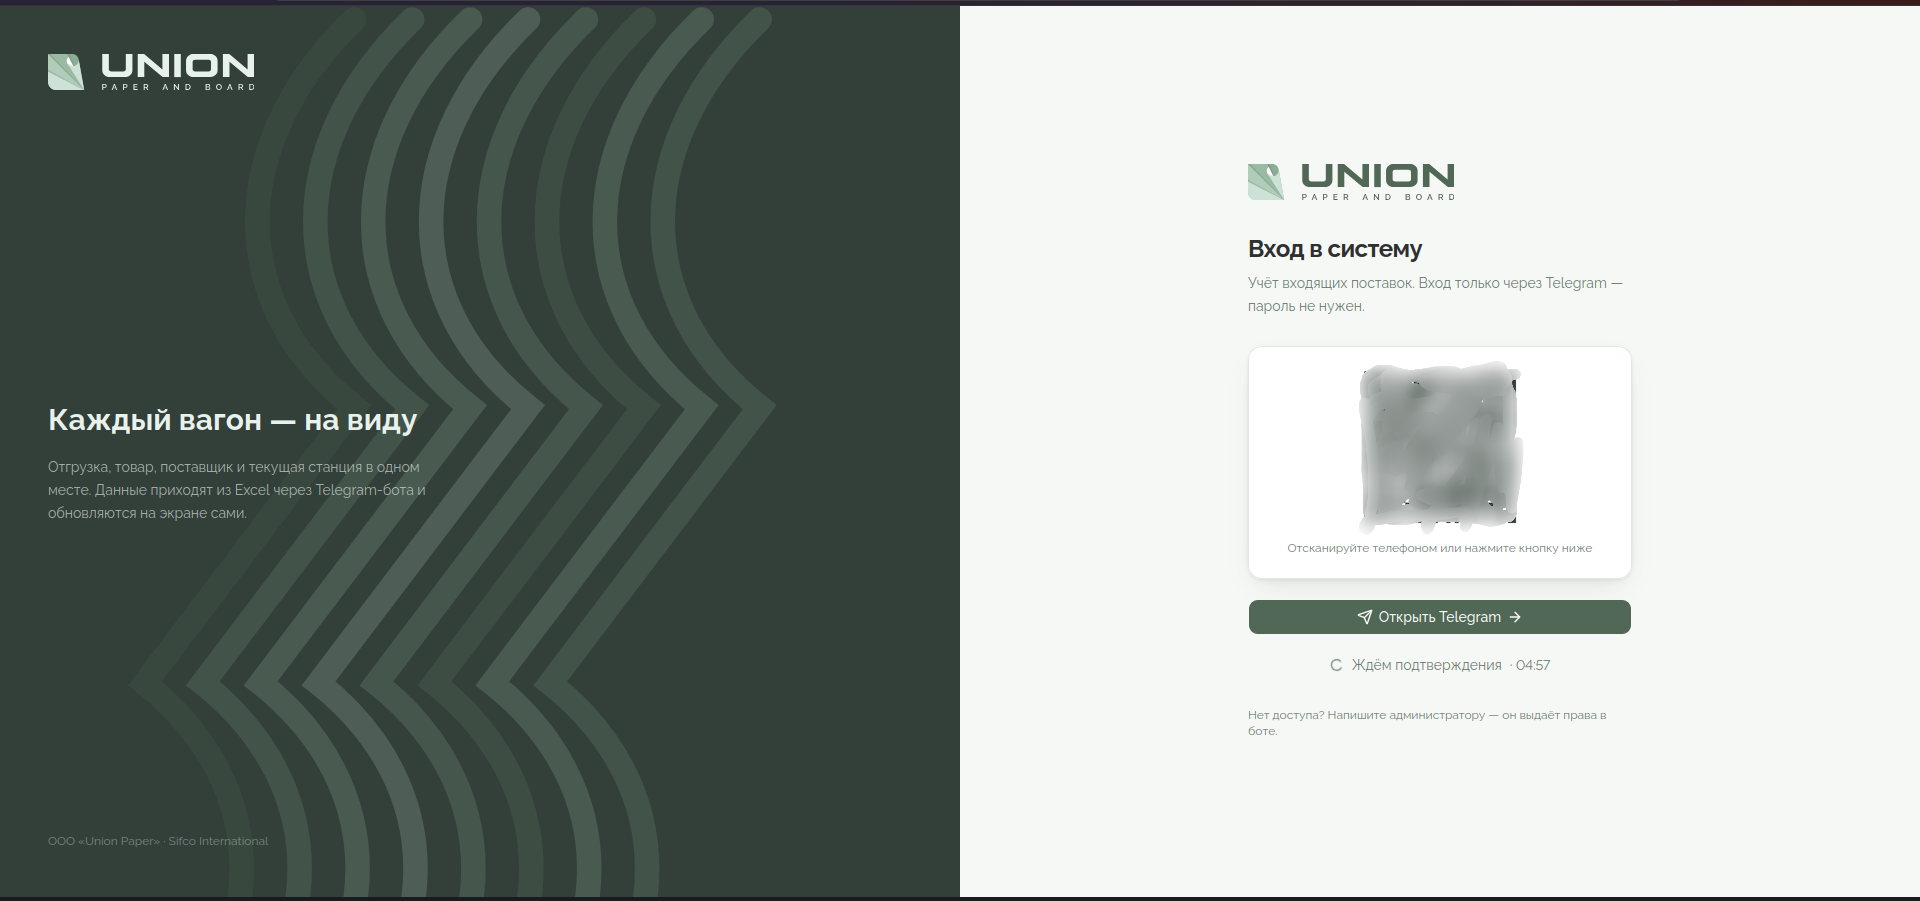 UNION
PAPER AND BOARD
Каждый вагон — на виду
Отгрузка, товар, поставщик и текущая станция в одном
месте. Данные приходят из Excel через Telegram-бота и
обновляются на экране сами.
ООО «Union Paper» · Sifco International
UNION
PAPER AND BOARD
Вход в систему
Учёт входящих поставок. Вход только через Telegram —
пароль не нужен.
Отсканируйте телефоном или нажмите кнопку ниже
Открыть Telegram →
Ждём подтверждения · 04:57
Нет доступа? Напишите администратору — он выдаёт права в
боте.